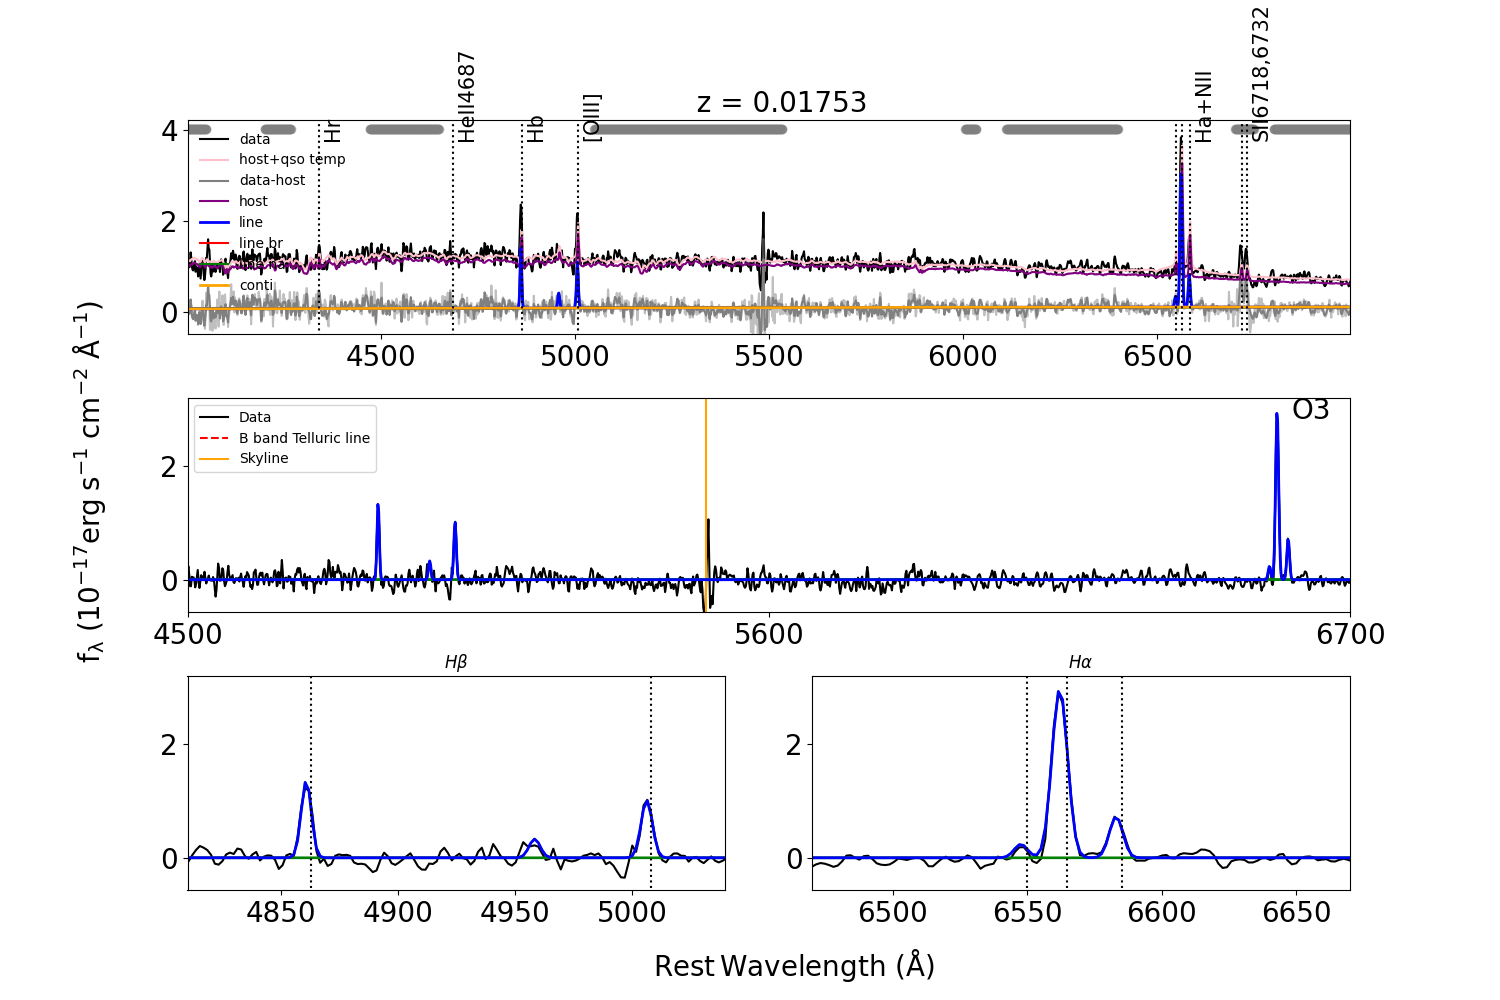 z = 0.01753
Hr
HeII4687
Hb
[OIII]
Ha+NII
SII6718,6732
4
2
0
data
host+qso temp
data-host
host
line
line br
conti
4500 5000 5500 6000 6500
fλ (10⁻¹⁷erg s⁻¹ cm⁻² Å⁻¹)
O3
2
0
Data
B band Telluric line
Skyline
4500 5600 6700
Hβ
2
0
4850 4900 4950 5000
Hα
2
0
6500 6550 6600 6650
Rest Wavelength (Å)